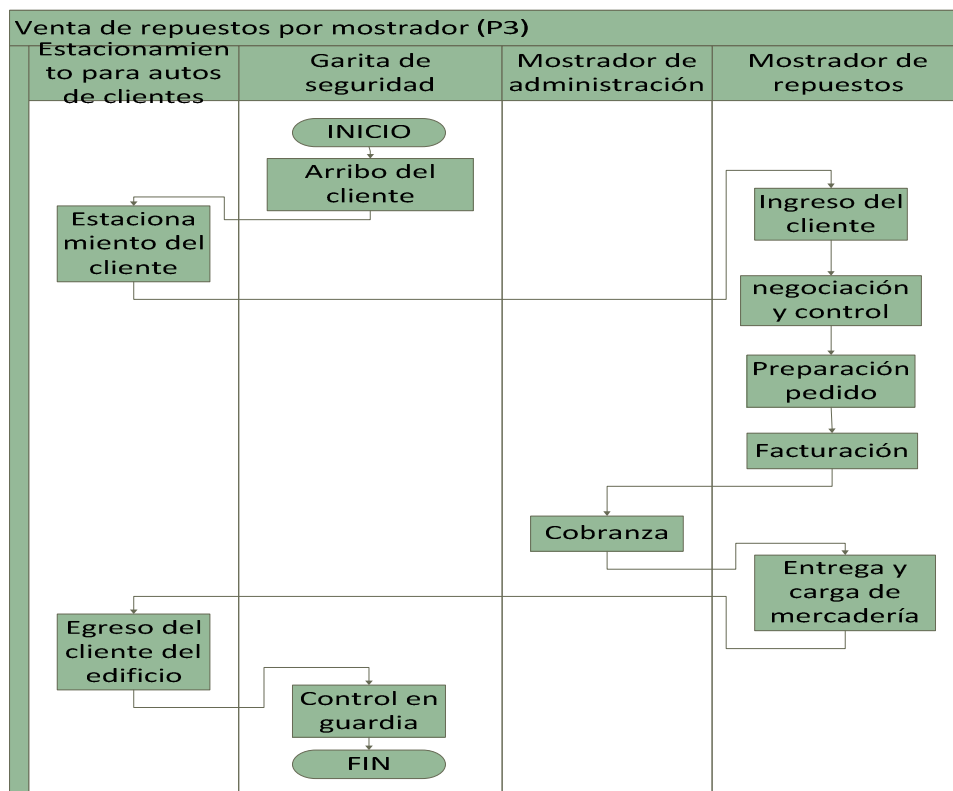 Venta de repuestos por mostrador (P3)
Estacionamien
to para autos
de clientes
Garita de
seguridad
Mostrador de
administración
Mostrador de
repuestos
INICIO
Arribo del
cliente
Estaciona
miento del
cliente
Ingreso del
cliente
negociación
y control
Preparación
pedido
Facturación
Cobranza
Entrega y
carga de
mercadería
Egreso del
cliente del
edificio
Control en
guardia
FIN